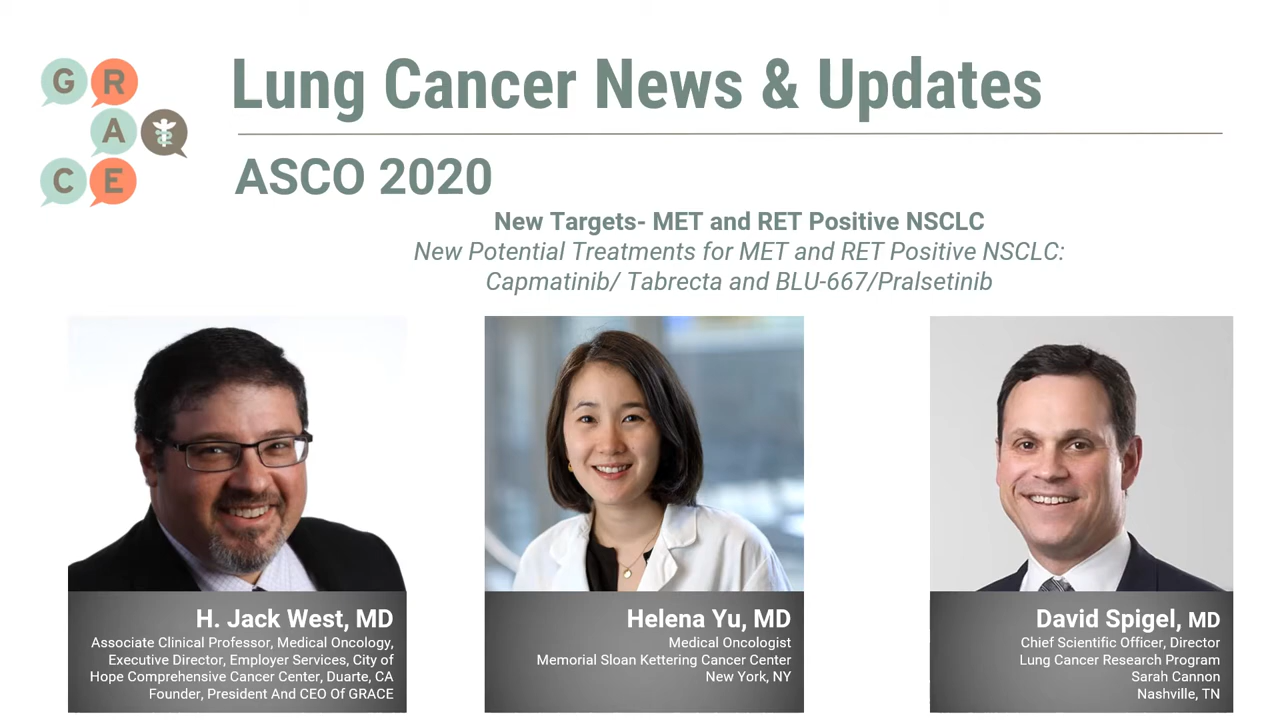 G R
A
C E
Lung Cancer News & Updates
ASCO 2020
New Targets- MET and RET Positive NSCLC
New Potential Treatments for MET and RET Positive NSCLC:
Capmatinib/ Tabrecta and BLU-667/Pralsetinib
H. Jack West, MD
Associate Clinical Professor, Medical Oncology,
Executive Director, Employer Services, City of
Hope Comprehensive Cancer Center, Duarte, CA
Founder, President And CEO Of GRACE
Helena Yu, MD
Medical Oncologist
Memorial Sloan Kettering Cancer Center
New York, NY
David Spigel, MD
Chief Scientific Officer, Director
Lung Cancer Research Program
Sarah Cannon
Nashville, TN